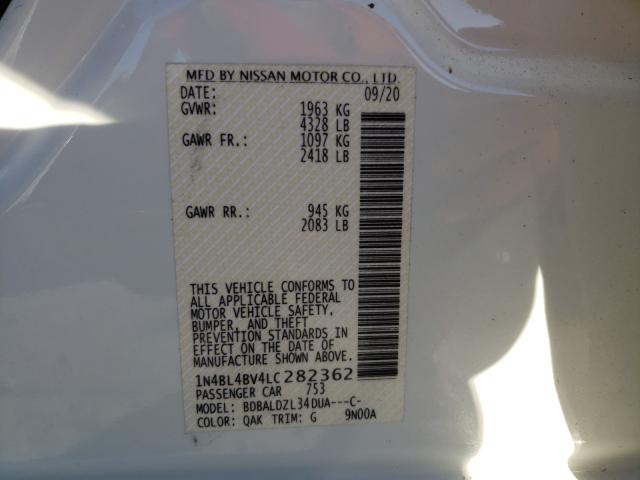 MFD BY NISSAN MOTOR CO., LTD.
DATE: 09/20
GVWR: 1963 KG
4328 LB
GAWR FR.: 1097 KG
2418 LB
GAWR RR.: 945 KG
2083 LB
THIS VEHICLE CONFORMS TO
ALL APPLICABLE FEDERAL
MOTOR VEHICLE SAFETY,
BUMPER, AND THEFT
PREVENTION STANDARDS IN
EFFECT ON THE DATE OF
MANUFACTURE SHOWN ABOVE.
1N4BL4BV4LC282362
PASSENGER CAR 753
MODEL: BDBALDZL34DUA---C-
COLOR: QAK TRIM: G 9N00A